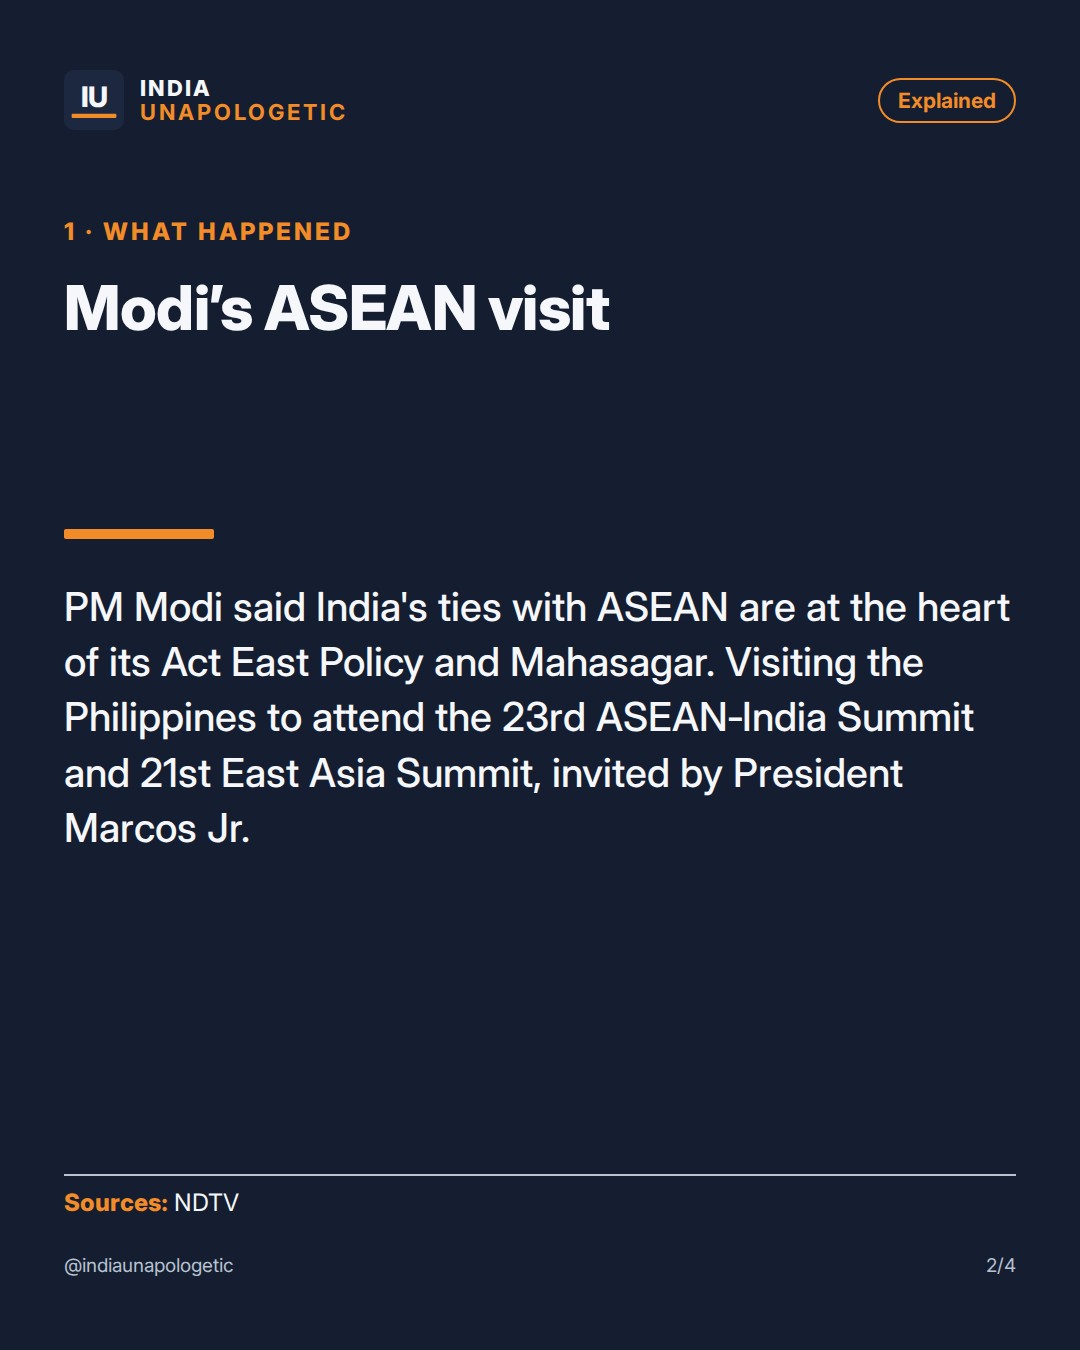 IU
INDIA
UNAPOLOGETIC
Explained
1 · WHAT HAPPENED
Modi’s ASEAN visit
PM Modi said India's ties with ASEAN are at the heart
of its Act East Policy and Mahasagar. Visiting the
Philippines to attend the 23rd ASEAN-India Summit
and 21st East Asia Summit, invited by President
Marcos Jr.
Sources: NDTV
@indiaunapologetic
2/4